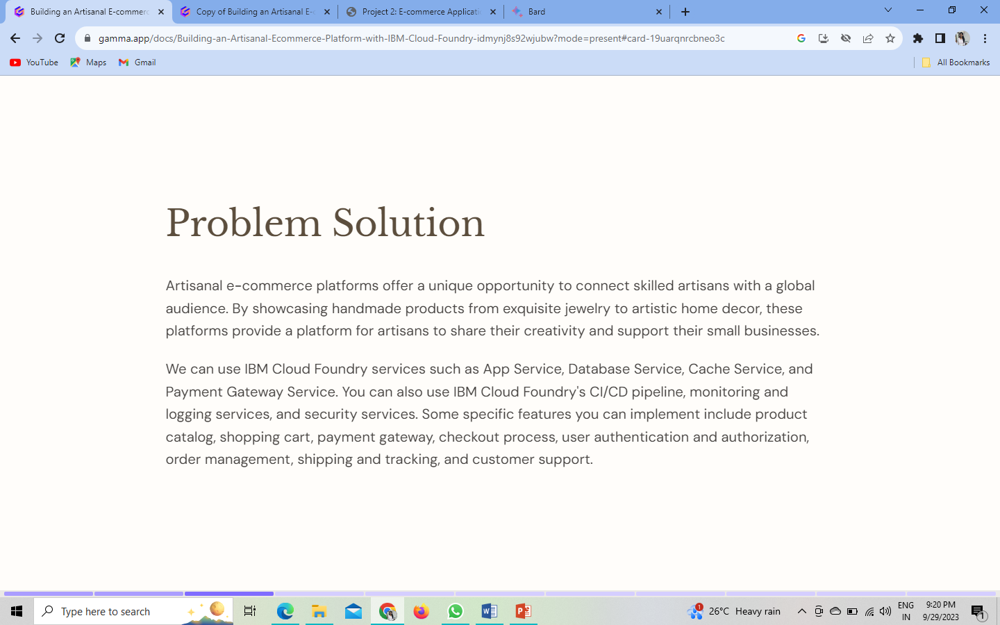 Building an Artisanal E-commerc
Copy of Building an Artisanal E-c
Project 2: E-commerce Applicati
Bard
gamma.app/docs/Building-an-Artisanal-Ecommerce-Platform-with-IBM-Cloud-Foundry-idmynj8s92wjubw?mode=present#card-19uarqnrcbneo3c
YouTube
Maps
Gmail
All Bookmarks
Problem Solution
Artisanal e-commerce platforms offer a unique opportunity to connect skilled artisans with a global
audience. By showcasing handmade products from exquisite jewelry to artistic home decor, these
platforms provide a platform for artisans to share their creativity and support their small businesses.
We can use IBM Cloud Foundry services such as App Service, Database Service, Cache Service, and
Payment Gateway Service. You can also use IBM Cloud Foundry's CI/CD pipeline, monitoring and
logging services, and security services. Some specific features you can implement include product
catalog, shopping cart, payment gateway, checkout process, user authentication and authorization,
order management, shipping and tracking, and customer support.
Type here to search
1
26°C Heavy rain
ENG
IN
9:20 PM
9/29/2023
1